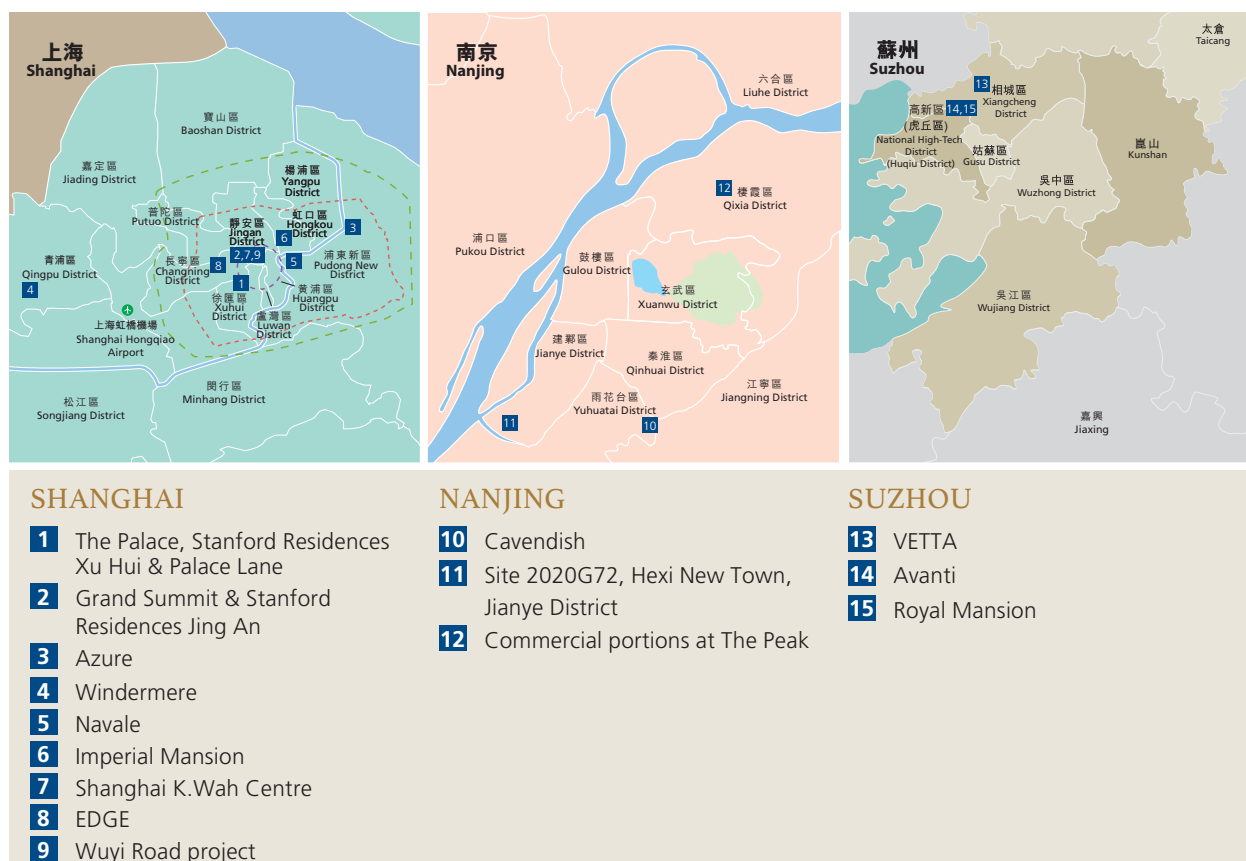 上海
Shanghai
寶山區
Baoshan District
嘉定區
Jiading District
楊浦區
Yangpu
District
普陀區
Putuo District
靜安區
Jingan
District
虹口區
Hongkou
District
6
3
2,7,9
長寧區
Changning
District
8
5
浦東新區
Pudong New
District
青浦區
Qingpu District
4
1
徐匯區
Xuhui
District
黃浦區
Huangpu
District
盧灣區
Luwan
District
上海虹橋機場
Shanghai Hongqiao
Airport
松江區
Songjiang District
閔行區
Minhang District
南京
Nanjing
六合區
Liuhe District
12
棲霞區
Qixia District
浦口區
Pukou District
鼓樓區
Gulou District
玄武區
Xuanwu District
建鄴區
Jianye District
秦淮區
Qinhuai District
雨花台區
Yuhuatai District
江寧區
Jiangning District
11
10
蘇州
Suzhou
太倉
Taicang
13
相城區
Xiangcheng
District
高新區
(虎丘區)
National High-Tech
District
(Huqiu District)
14,15
姑蘇區
Gusu District
崑山
Kunshan
吳中區
Wuzhong District
吳江區
Wujiang District
嘉興
Jiaxing
SHANGHAI
1 The Palace, Stanford Residences
Xu Hui & Palace Lane
2 Grand Summit & Stanford
Residences Jing An
3 Azure
4 Windermere
5 Navale
6 Imperial Mansion
7 Shanghai K.Wah Centre
8 EDGE
9 Wuyi Road project
NANJING
10 Cavendish
11 Site 2020G72, Hexi New Town,
Jianye District
12 Commercial portions at The Peak
SUZHOU
13 VETTA
14 Avanti
15 Royal Mansion